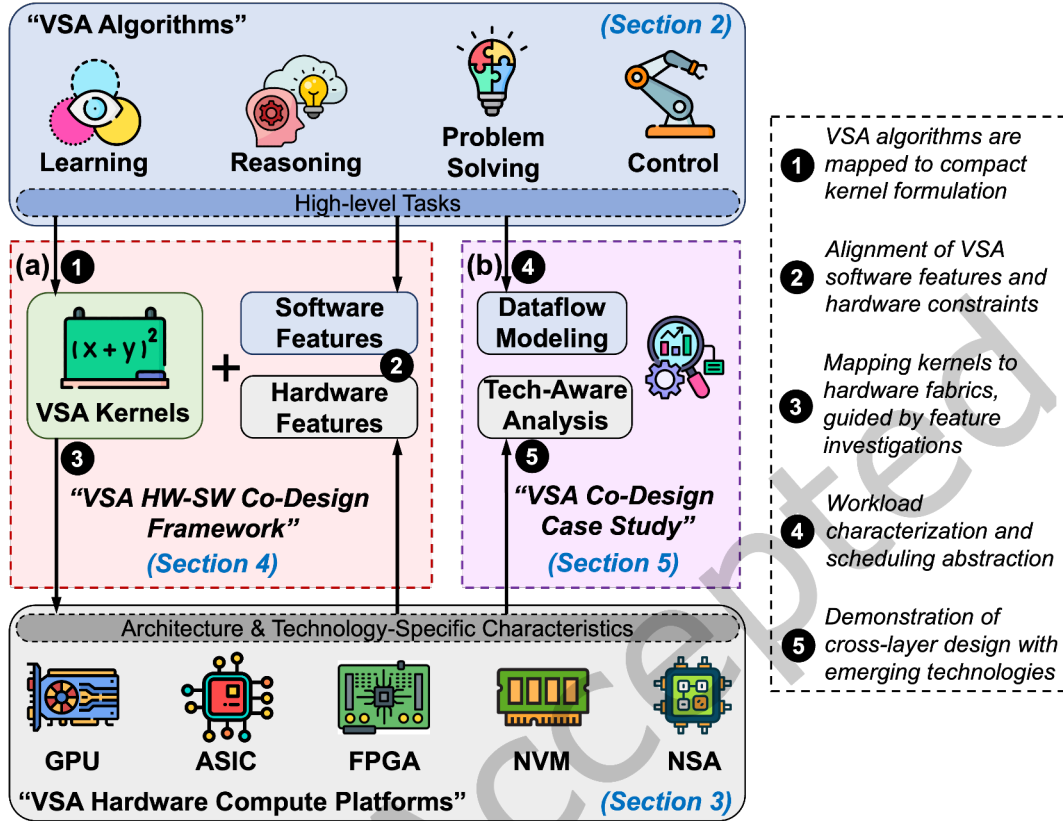 “VSA Algorithms”
(Section 2)
Learning
Reasoning
Problem
Solving
Control
High-level Tasks
(a)
1
(x + y)²
VSA Kernels
+
Software
Features
2
Hardware
Features
3
“VSA HW-SW Co-Design
Framework”
(Section 4)
(b)
4
Dataflow
Modeling
Tech-Aware
Analysis
5
“VSA Co-Design
Case Study”
(Section 5)
Architecture & Technology-Specific Characteristics
GPU
ASIC
FPGA
NVM
NSA
“VSA Hardware Compute Platforms”
(Section 3)
1
VSA algorithms are
mapped to compact
kernel formulation
2
Alignment of VSA
software features and
hardware constraints
3
Mapping kernels to
hardware fabrics,
guided by feature
investigations
4
Workload
characterization and
scheduling abstraction
5
Demonstration of
cross-layer design with
emerging technologies
Accepted